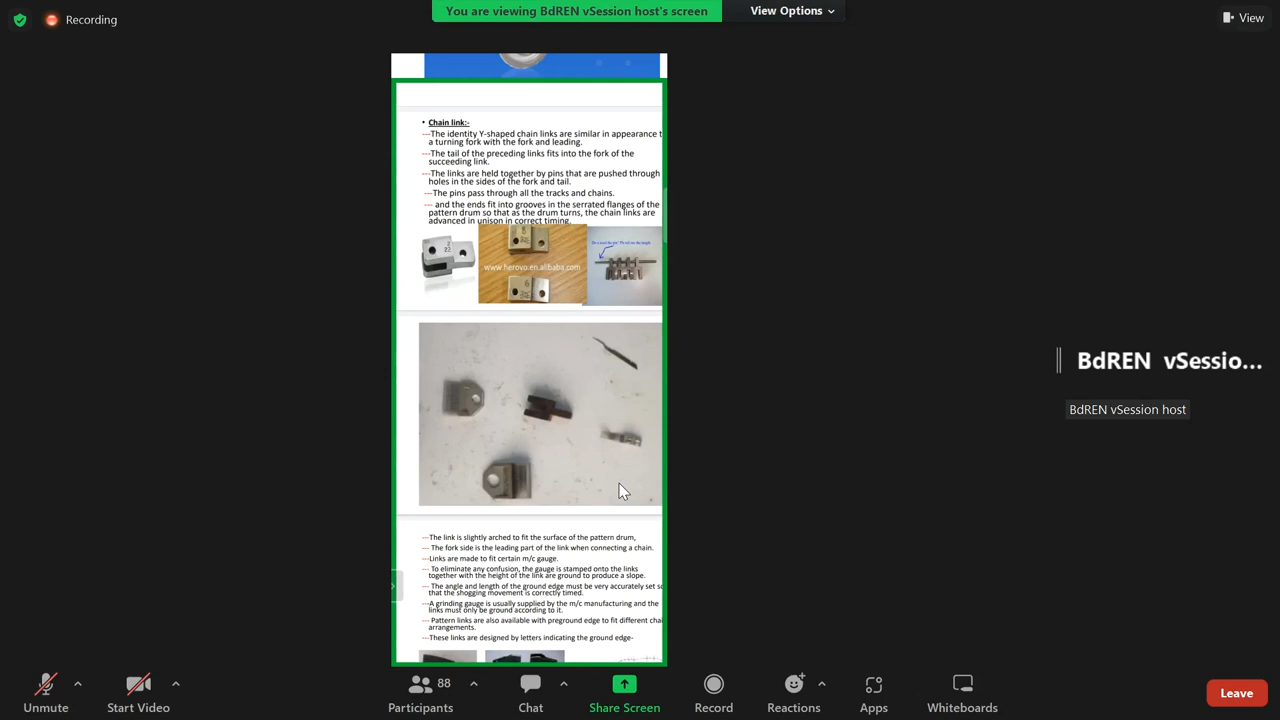 Recording
You are viewing BdREN vSession host's screen
View Options
View
• Chain link:-
---The identity Y-shaped chain links are similar in appearance
a turning fork with the fork and leading.
---The tail of the preceding links fits into the fork of the
succeeding link.
---The links are held together by pins that are pushed through
holes in the sides of the fork and tail.
---The pins pass through all the tracks and chains.
--- and the ends fit into grooves in the serrated flanges of the
pattern drum so that as the drum turns, the chain links are
advanced in unison in correct timing.
www.herovo.en.alibaba.com
---The link is slightly arched to fit the surface of the pattern drum,
--- The fork side is the leading part of the link when connecting a chain.
---Links are made to fit certain m/c gauge.
--- To eliminate any confusion, the gauge is stamped onto the links
together with the height of the link are ground to produce a slope.
--- The angle and length of the ground edge must be very accurately set
that the shogging movement is correctly timed.
---A grinding gauge is usually supplied by the m/c manufacturing and the
links must only be ground according to it.
--- Pattern links are also available with preground edge to fit different
arrangements.
---These links are designed by letters indicating the ground edge-
BdREN vSessio...
BdREN vSession host
88
Unmute
Start Video
Participants
Chat
Share Screen
Record
Reactions
Apps
Whiteboards
Leave